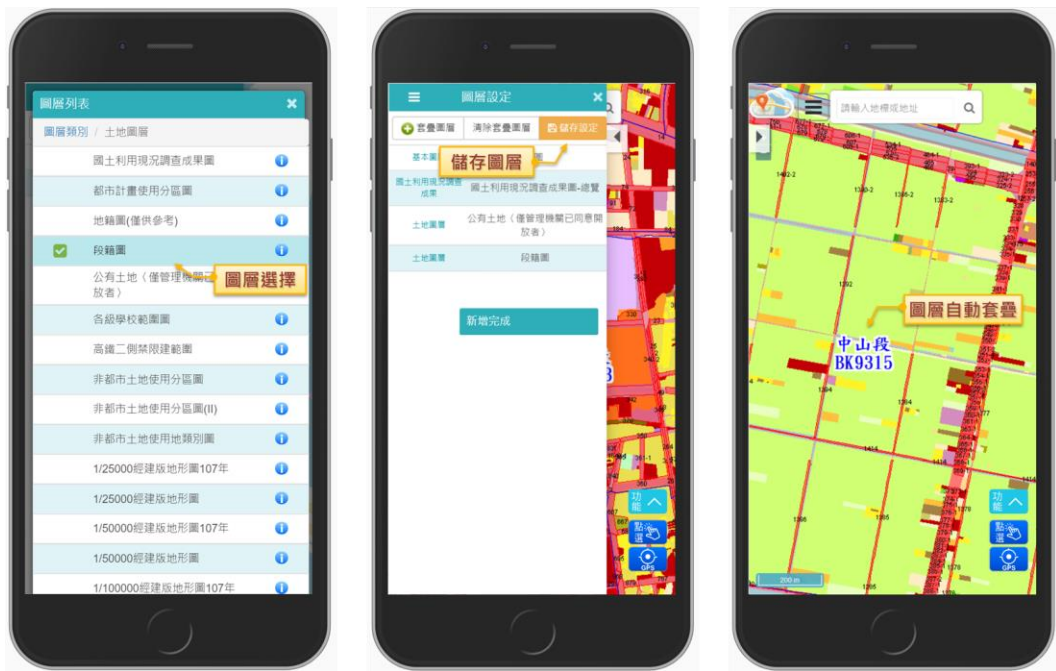 圖層列表
圖層類別 / 土地圖層
國土利用現況調查成果圖
都市計畫使用分區圖
地籍圖(僅供參考)
段籍圖
圖層選擇
公有土地（僅管理機關已
放者）
各級學校範圍圖
高鐵二側禁限建範圍
非都市土地使用分區圖
非都市土地使用分區圖(II)
非都市土地使用地類別圖
1/25000經建版地形圖107年
1/25000經建版地形圖
1/50000經建版地形圖107年
1/50000經建版地形圖
1/100000經建版地形圖107年
圖層設定
套疊圖層
清除套疊圖層
儲存設定
儲存圖層
基本圖
國土利用現況調查
成果
國土利用現況調查成果圖-總覽
土地圖層
公有土地（僅管理機關已同意開
放者）
土地圖層
段籍圖
新增完成
功能
點選
GPS
請輸入地標或地址
1402-2
1398-2
1393-2
1392
圖層自動套疊
中山段
BK9315
1394
1394
1414
1416
1398
1395
1395
功能
點選
GPS
200 m